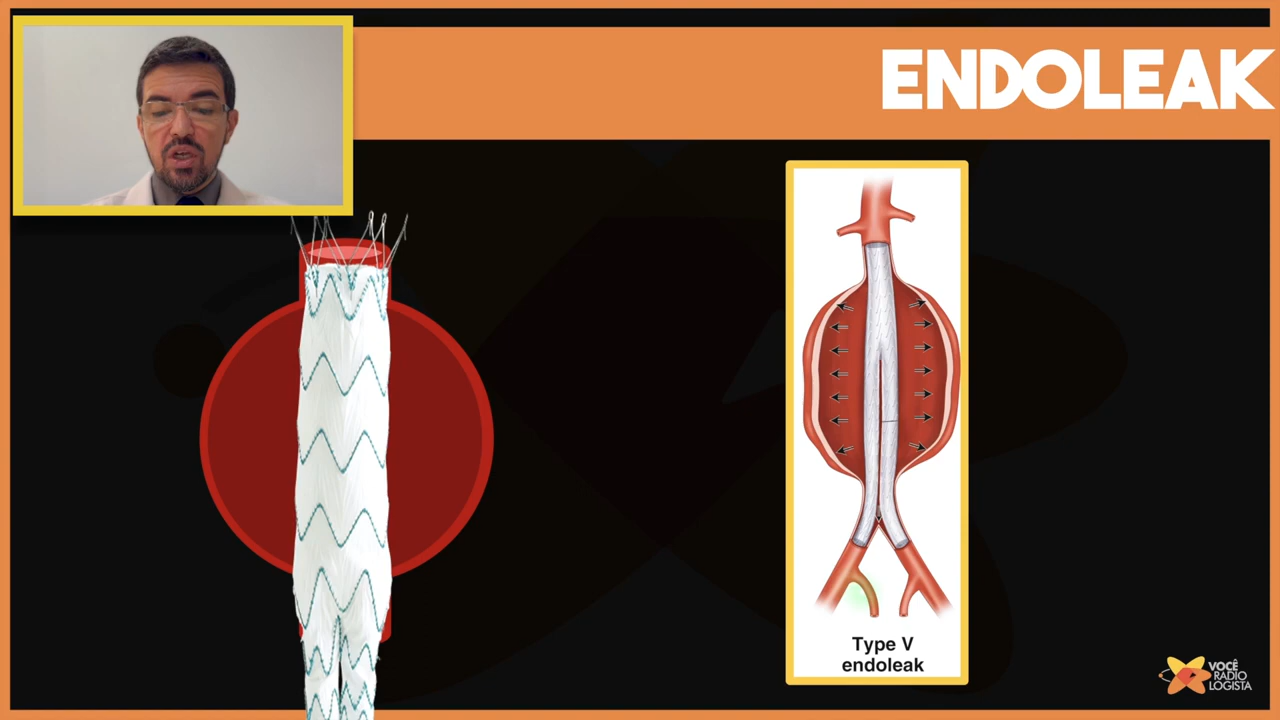 ENDOLEAK
Type V
endoleak
VOCÊ
RADIO
LOGISTA